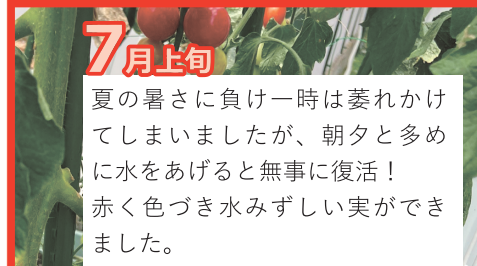 7月上旬
夏の暑さに負け一時は萎れかけ
てしまいましたが、朝夕と多め
に水をあげると無事に復活！
赤く色づき水みずしい実ができ
ました。